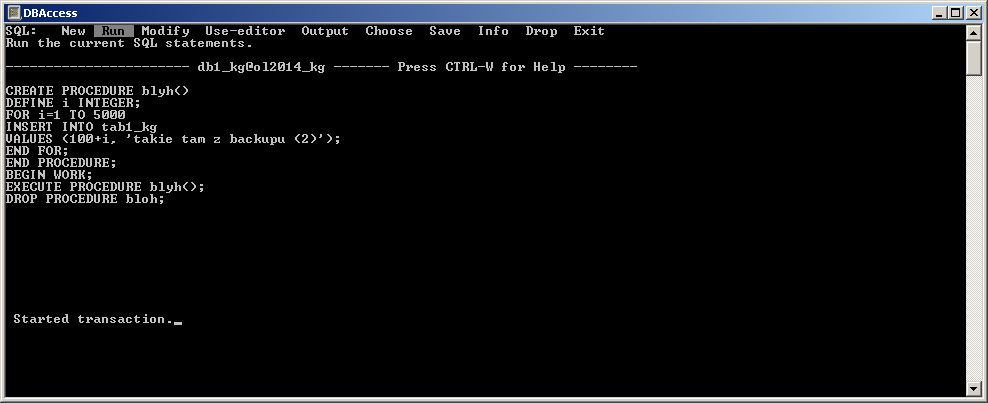 DBAccess
SQL:   New  Run  Modify  Use-editor  Output  Choose  Save  Info  Drop  Exit
Run the current SQL statements.
----------------------- db1_kg@ol2014_kg ------- Press CTRL-W for Help --------
CREATE PROCEDURE blyh()
DEFINE i INTEGER;
FOR i=1 TO 5000
INSERT INTO tab1_kg
VALUES (100+i, 'takie tam z backupu (2)');
END FOR;
END PROCEDURE;
BEGIN WORK;
EXECUTE PROCEDURE blyh();
DROP PROCEDURE bloh;
Started transaction.